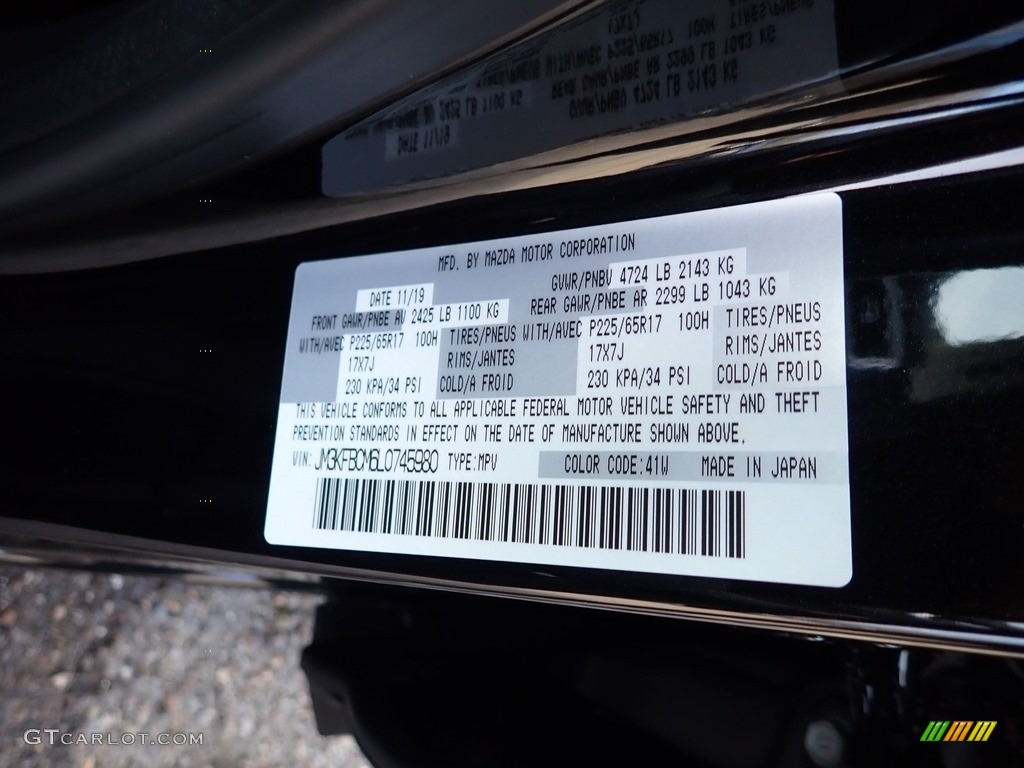 MFD. BY MAZDA MOTOR CORPORATION
DATE 11/19 GVWR/PNBV 4724 LB 2143 KG
FRONT GAWR/PNBE AV 2425 LB 1100 KG REAR GAWR/PNBE AR 2299 LB 1043 KG
WITH/AVEC P225/65R17 100H TIRES/PNEUS WITH/AVEC P225/65R17 100H TIRES/PNEUS
17X7J RIMS/JANTES 17X7J RIMS/JANTES
230 KPA/34 PSI COLD/A FROID 230 KPA/34 PSI COLD/A FROID
THIS VEHICLE CONFORMS TO ALL APPLICABLE FEDERAL MOTOR VEHICLE SAFETY AND THEFT
PREVENTION STANDARDS IN EFFECT ON THE DATE OF MANUFACTURE SHOWN ABOVE.
VIN: JM3KFBCM6L0745980 TYPE:MPV COLOR CODE:41W MADE IN JAPAN
GTCARLOT.COM